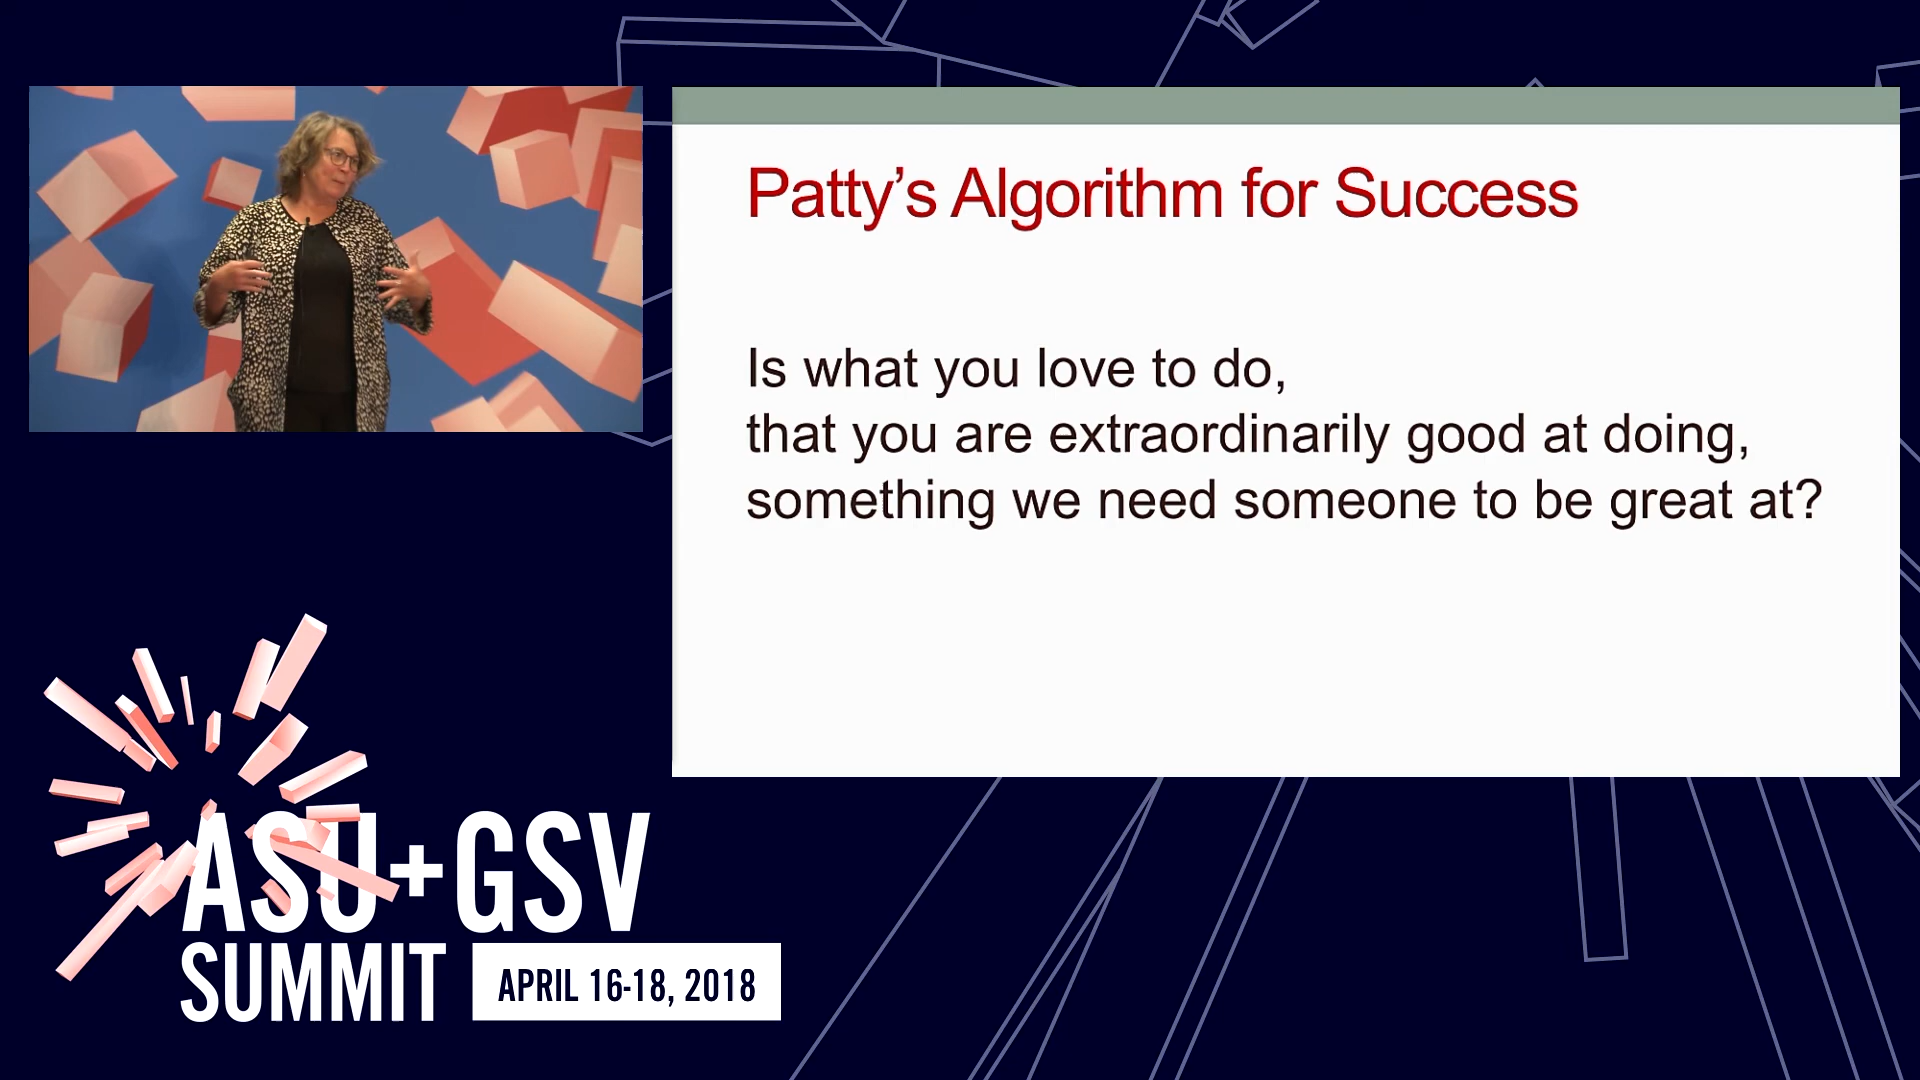 Patty’s Algorithm for Success
Is what you love to do,
that you are extraordinarily good at doing,
something we need someone to be great at?
ASU+GSV
SUMMIT
APRIL 16-18, 2018